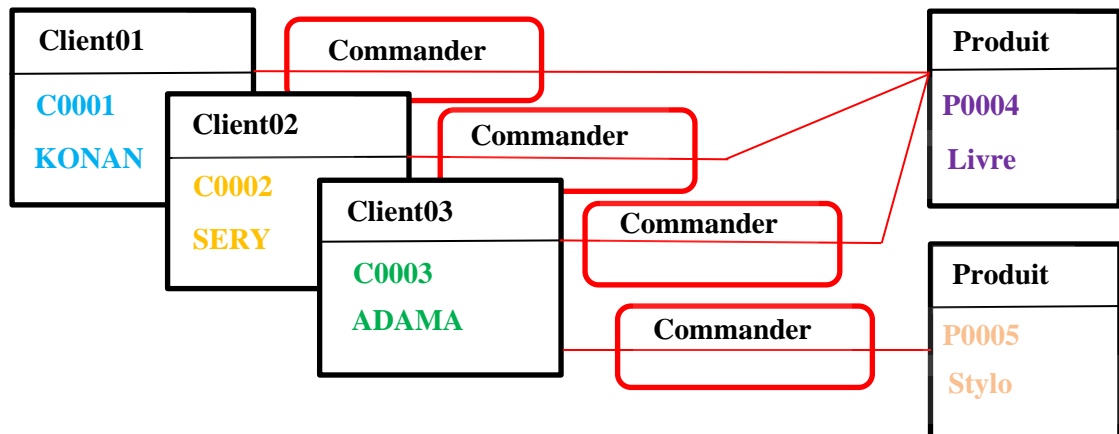 Client01
C0001
KONAN
Commander
Client02
C0002
SERY
Commander
Client03
C0003
ADAMA
Commander
Commander
Produit
P0004
Livre
Produit
P0005
Stylo